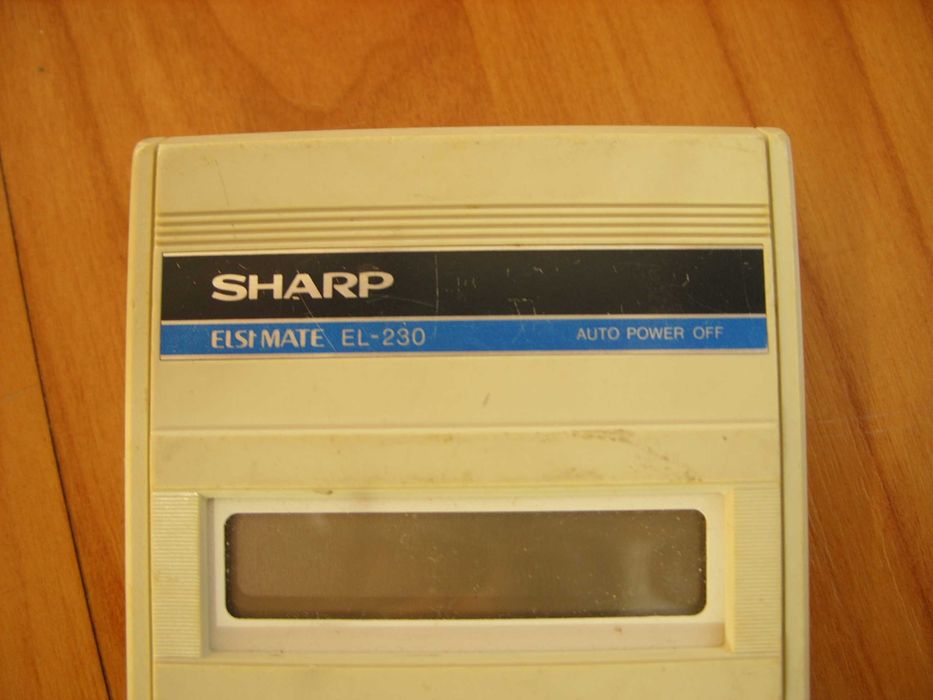 SHARP
ELSI MATE EL-230 AUTO POWER OFF